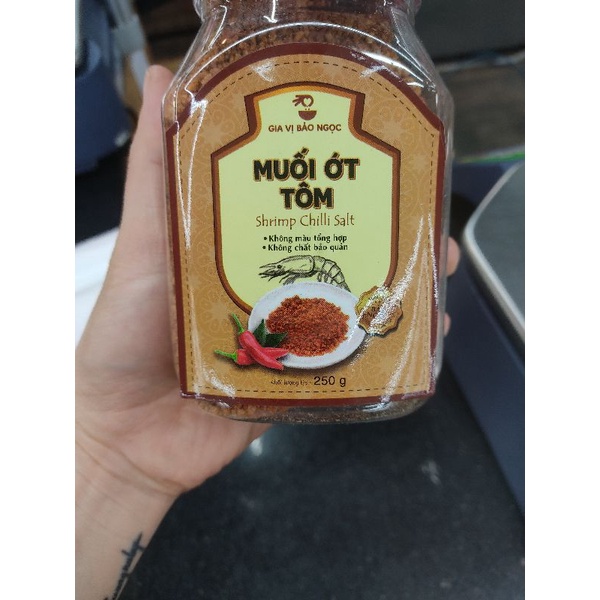 GIA VỊ BẢO NGỌC
MUỐI ỚT
TÔM
Shrimp Chilli Salt
• Không màu tổng hợp
• Không chất bảo quản
250 g